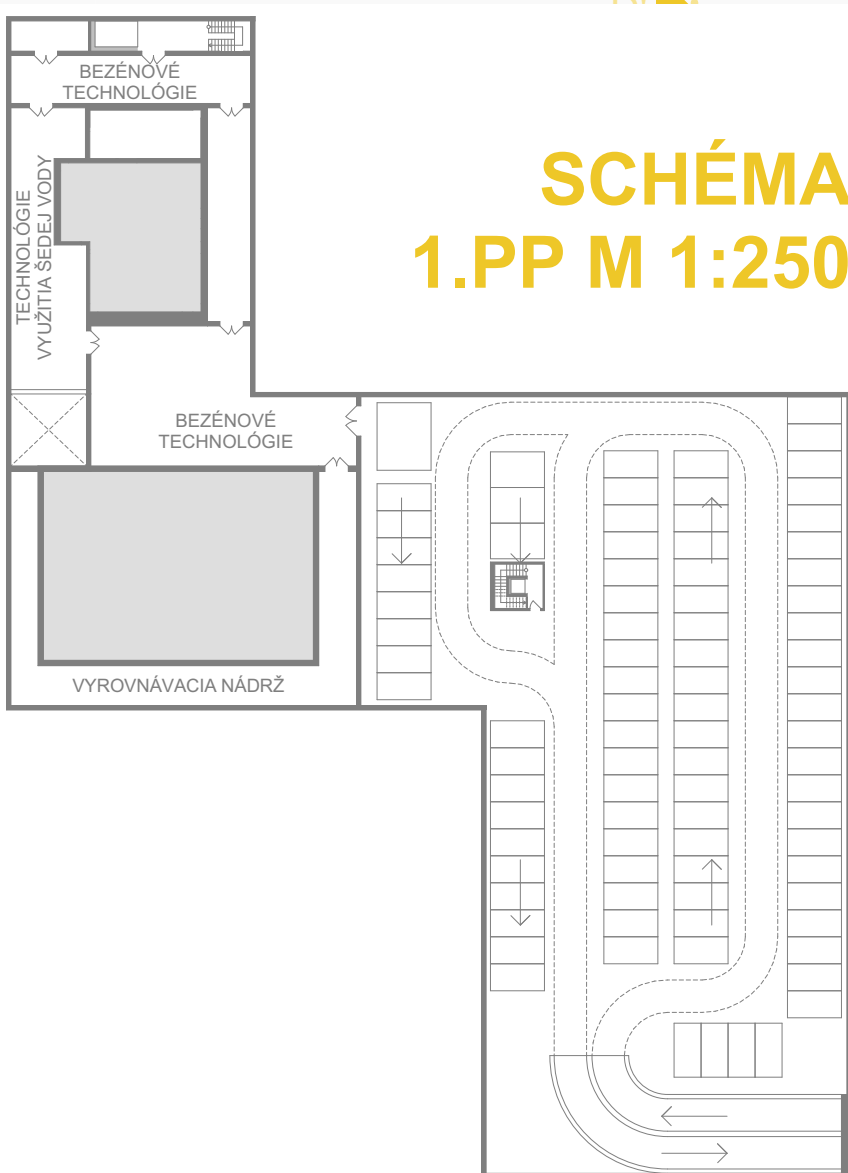 BEZÉNOVÉ
TECHNOLÓGIE
SCHÉMA
1.PP M 1:250
TECHNOLÓGIE
VYUŽITIA ŠEDEJ VODY
BEZÉNOVÉ
TECHNOLÓGIE
VYROVNÁVACIA NÁDRŽ